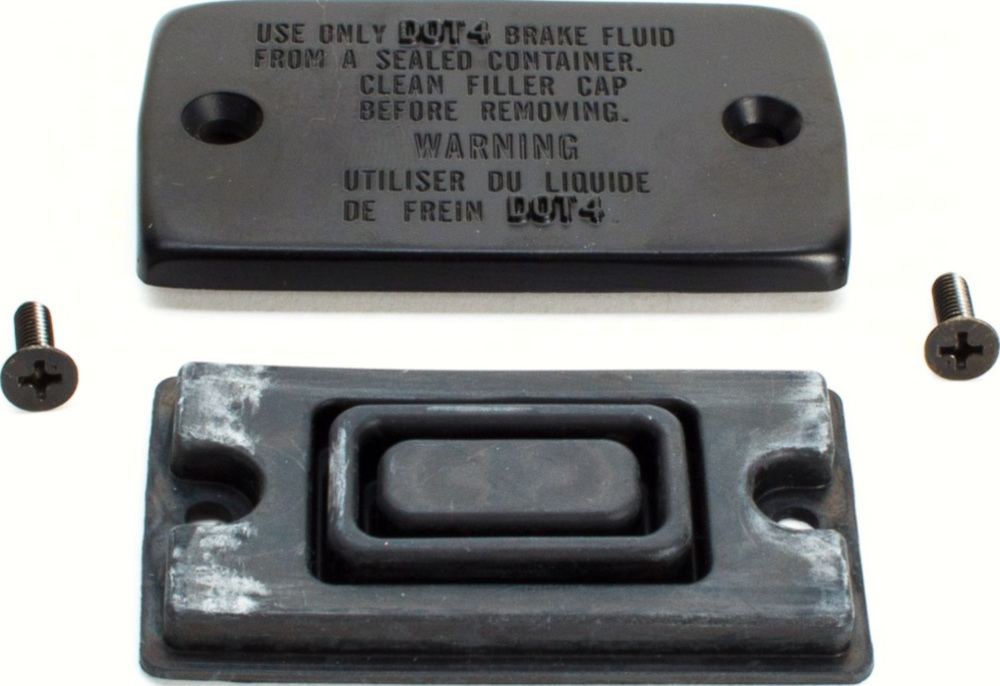 USE ONLY DOT4 BRAKE FLUID
FROM A SEALED CONTAINER.
CLEAN FILLER CAP
BEFORE REMOVING.
WARNING
UTILISER DU LIQUIDE
DE FREIN DOT4.